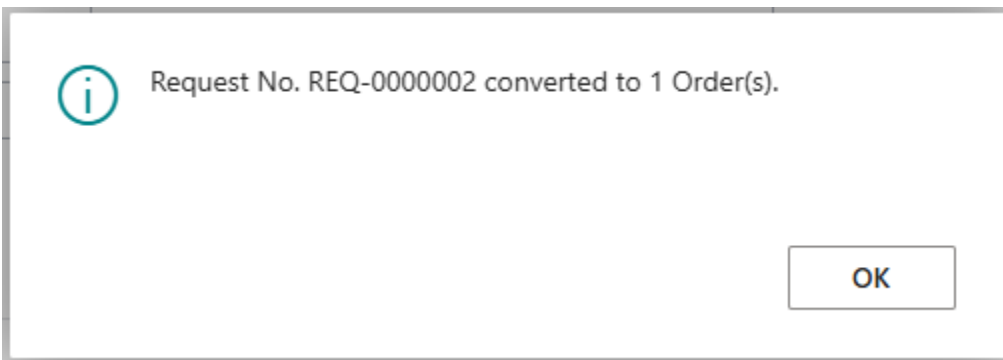 Request No. REQ-0000002 converted to 1 Order(s).
OK